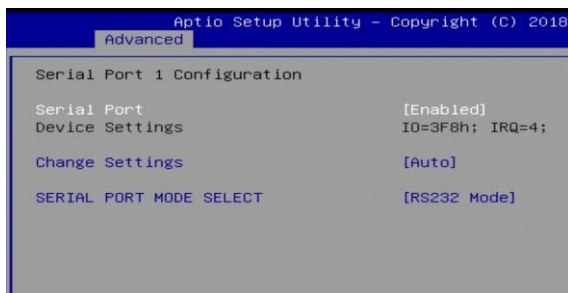 Aptio Setup Utility – Copyright (C) 2018
Advanced
Serial Port 1 Configuration
Serial Port [Enabled]
Device Settings IO=3F8h; IRQ=4;
Change Settings [Auto]
SERIAL PORT MODE SELECT [RS232 Mode]